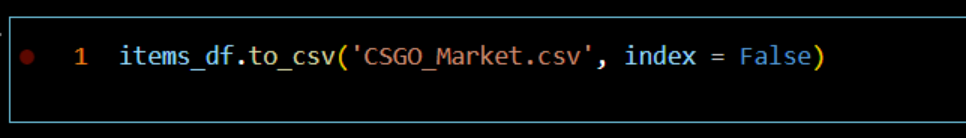 1 items_df.to_csv('CSGO_Market.csv', index = False)